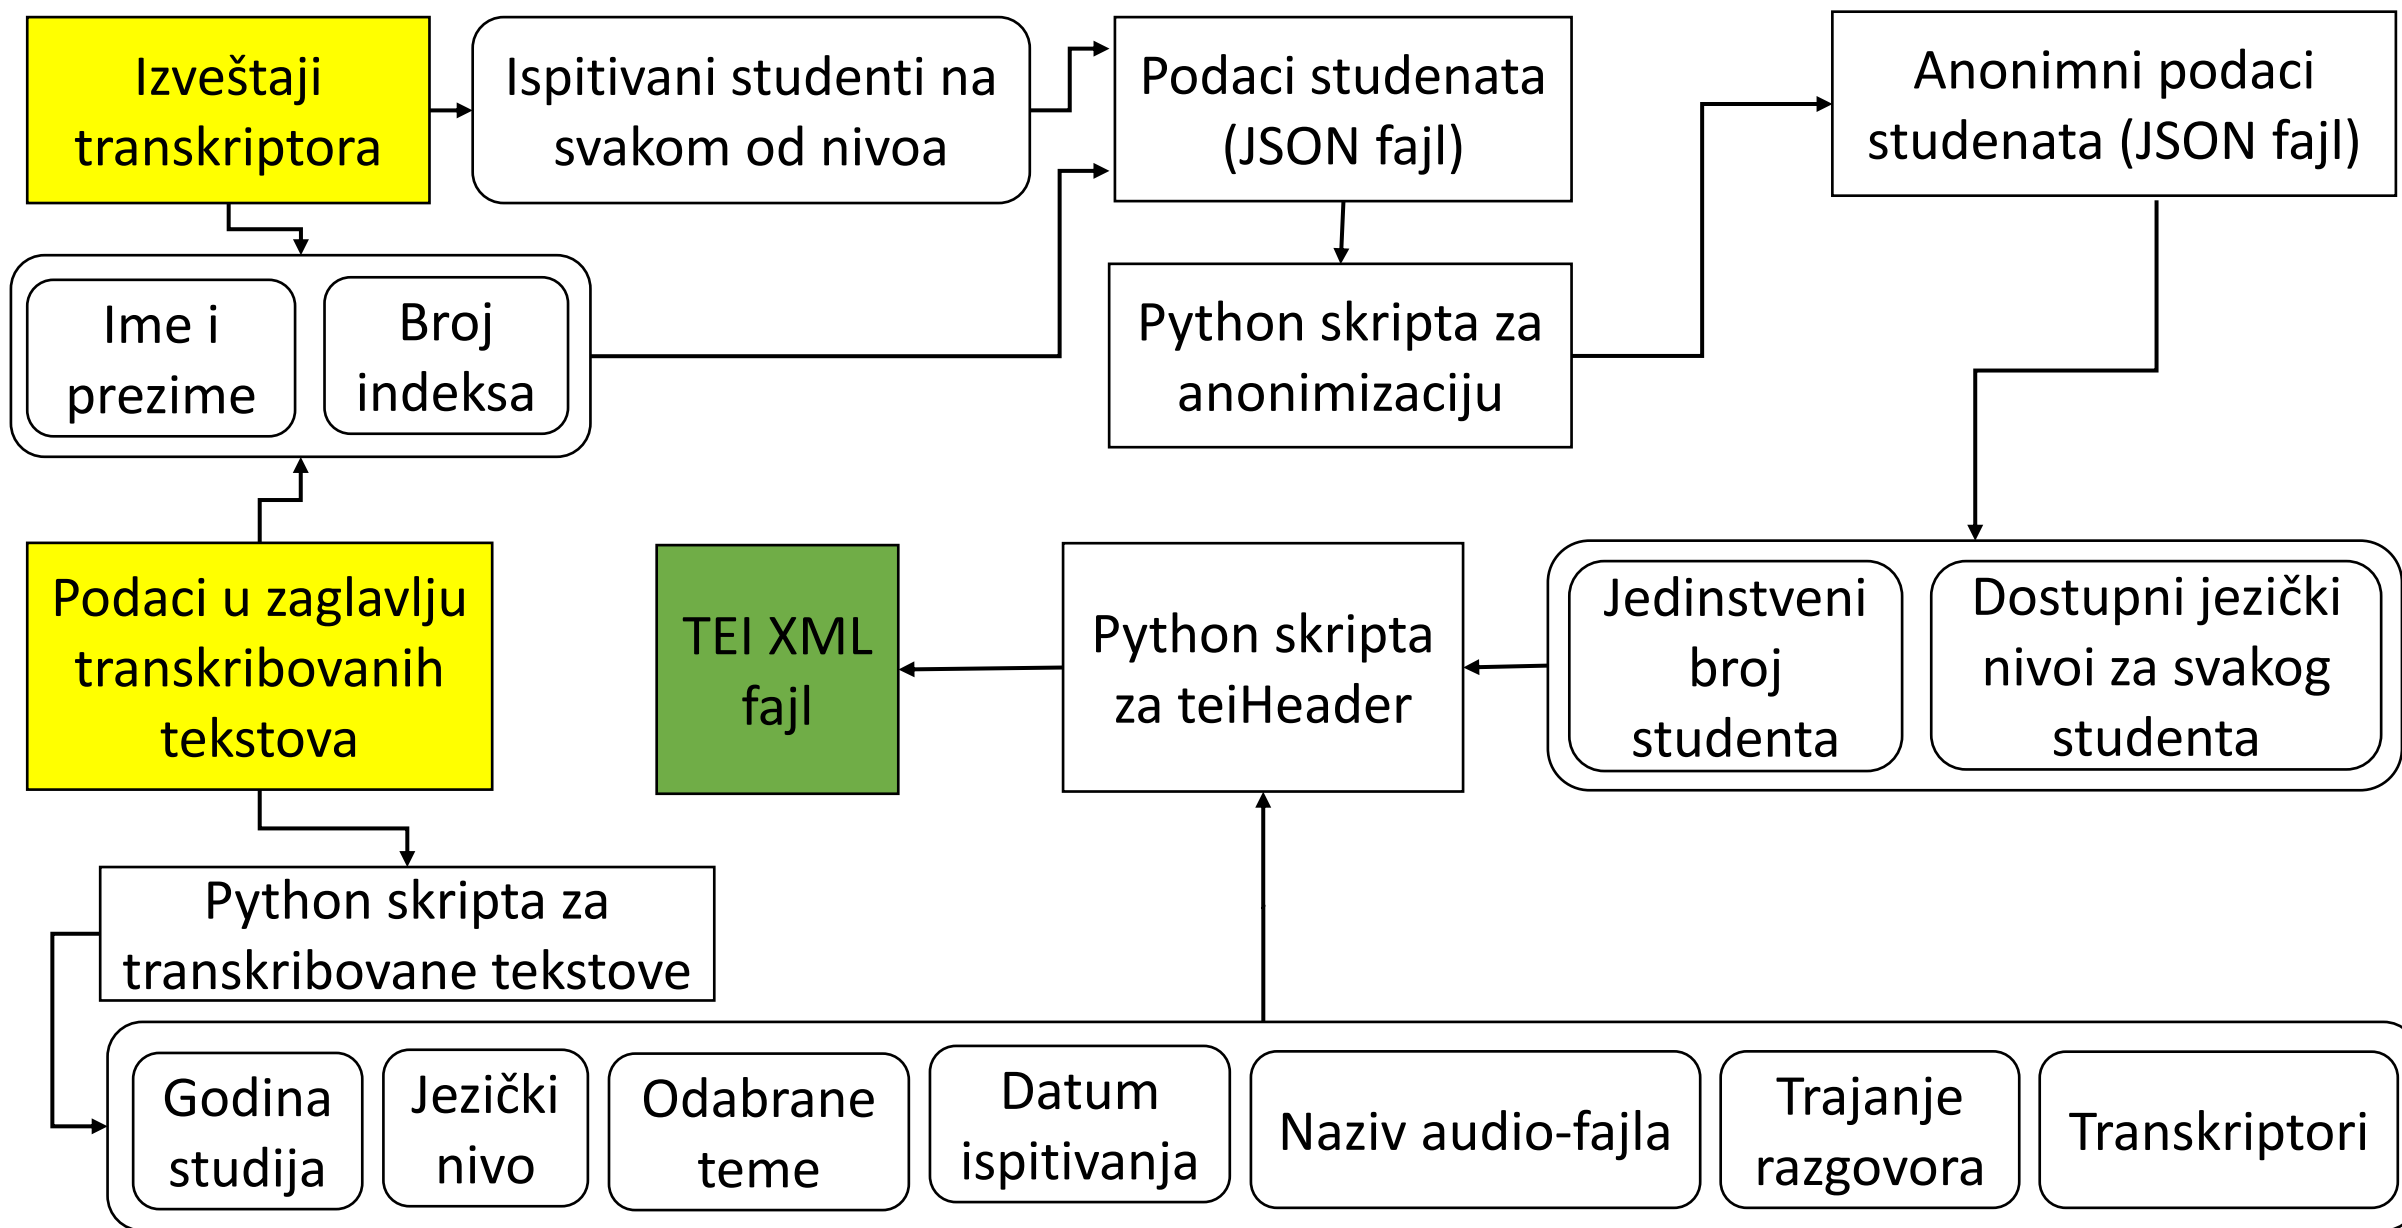 Izveštaji
transkriptora
Ispitivani studenti na
svakom od nivoa
Podaci studenata
(JSON fajl)
Anonimni podaci
studenata (JSON fajl)
Ime i
prezime
Broj
indeksa
Python skripta za
anonimizaciju
Podaci u zaglavlju
transkribovanih
tekstova
TEI XML
fajl
Python skripta
za teiHeader
Jedinstveni
broj
studenta
Dostupni jezički
nivoi za svakog
studenta
Python skripta za
transkribovane tekstove
Godina
studija
Jezički
nivo
Odabrane
teme
Datum
ispitivanja
Naziv audio-fajla
Trajanje
razgovora
Transkriptori